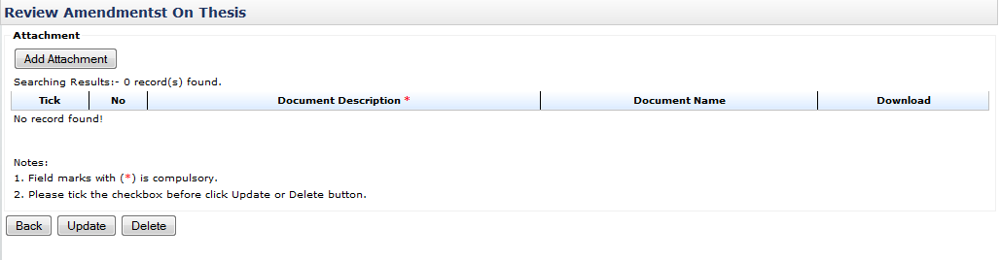 Review Amendmentst On Thesis
Attachment
Add Attachment
Searching Results:- 0 record(s) found.
Tick No Document Description * Document Name Download
No record found!
Notes:
1. Field marks with (*) is compulsory.
2. Please tick the checkbox before click Update or Delete button.
Back Update Delete